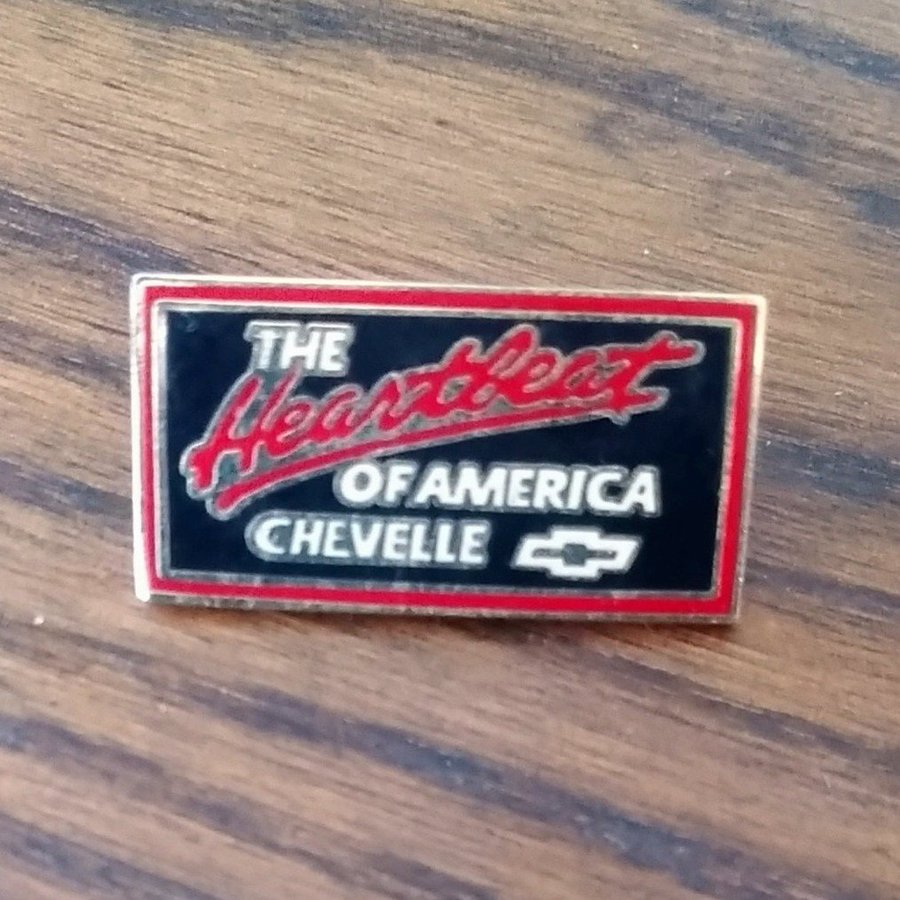 THE
Heartbeat
OF AMERICA
CHEVELLE